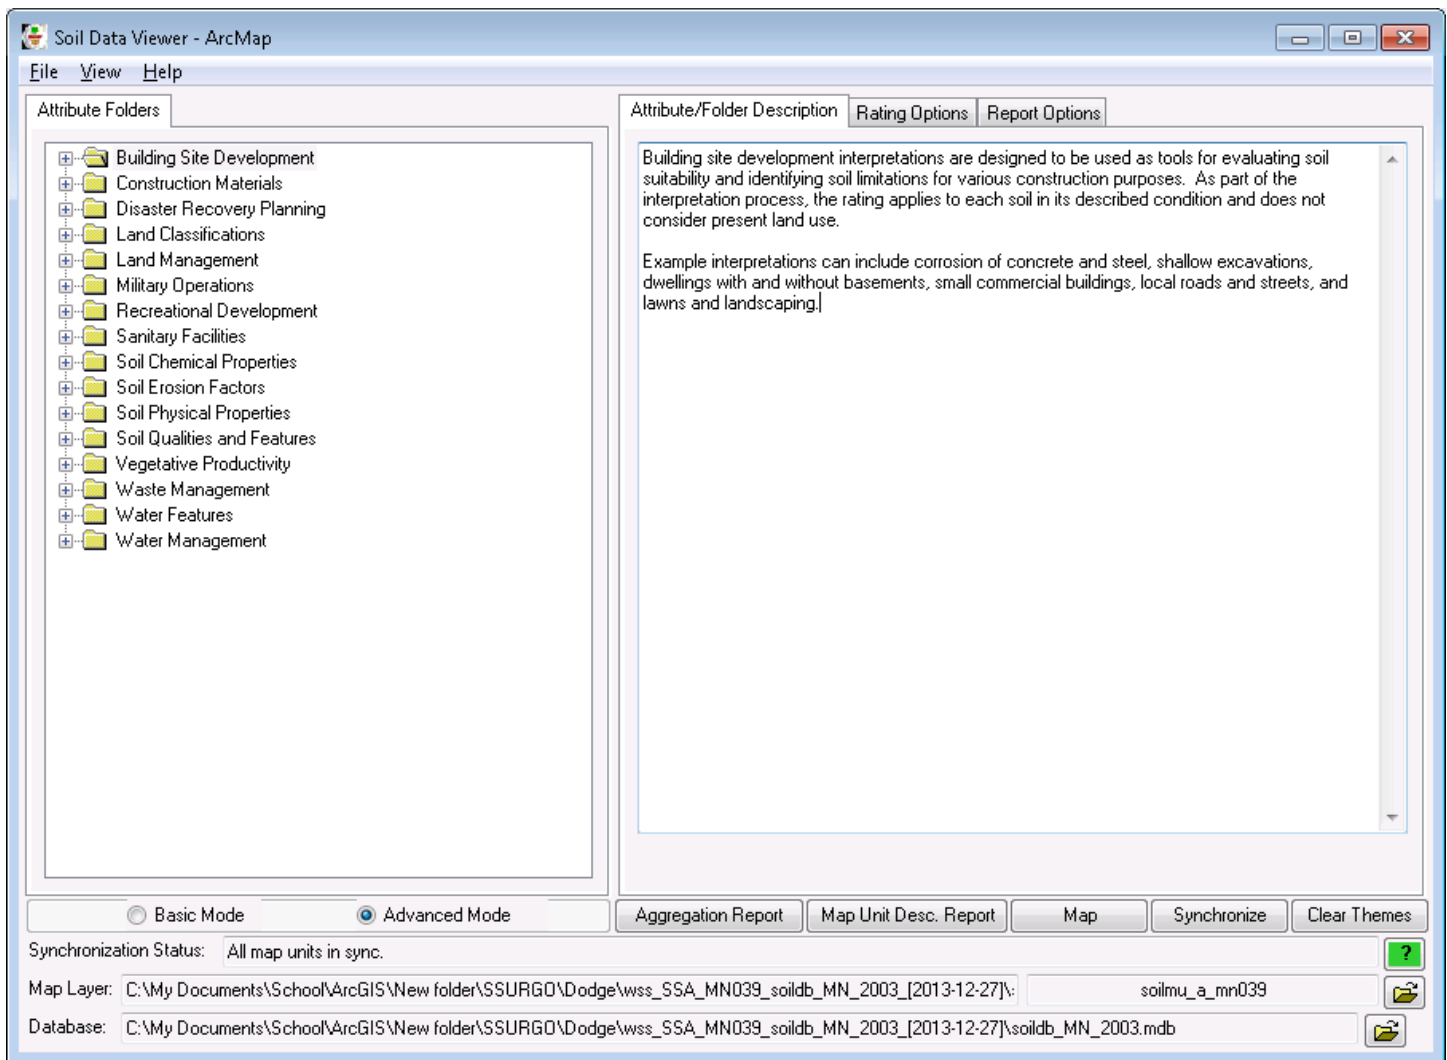 Soil Data Viewer - ArcMap
File View Help
Attribute Folders
Building Site Development
Construction Materials
Disaster Recovery Planning
Land Classifications
Land Management
Military Operations
Recreational Development
Sanitary Facilities
Soil Chemical Properties
Soil Erosion Factors
Soil Physical Properties
Soil Qualities and Features
Vegetative Productivity
Waste Management
Water Features
Water Management
Attribute/Folder Description Rating Options Report Options
Building site development interpretations are designed to be used as tools for evaluating soil
suitability and identifying soil limitations for various construction purposes. As part of the
interpretation process, the rating applies to each soil in its described condition and does not
consider present land use.
Example interpretations can include corrosion of concrete and steel, shallow excavations,
dwellings with and without basements, small commercial buildings, local roads and streets, and
lawns and landscaping.
Basic Mode Advanced Mode Aggregation Report Map Unit Desc. Report Map Synchronize Clear Themes
Synchronization Status: All map units in sync. ?
Map Layer: C:\My Documents\School\ArcGIS\New folder\SSURGO\Dodge\wss_SSA_MN039_soildb_MN_2003_[2013-12-27]\ soilmu_a_mn039
Database: C:\My Documents\School\ArcGIS\New folder\SSURGO\Dodge\wss_SSA_MN039_soildb_MN_2003_[2013-12-27]\soildb_MN_2003.mdb